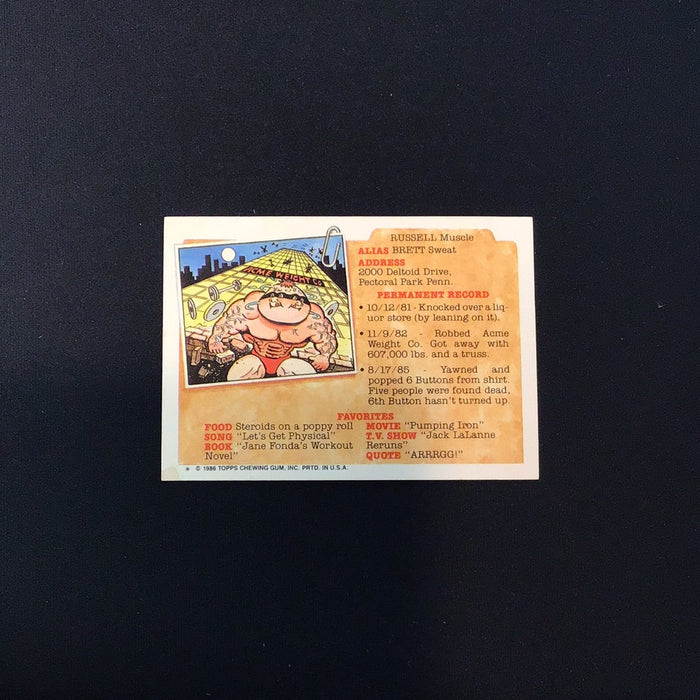 ACME WEIGHT Co.
RUSSELL Muscle
ALIAS BRETT Sweat
ADDRESS
2000 Deltoid Drive,
Pectoral Park Penn.
PERMANENT RECORD
• 10/12/81 - Knocked over a liq-
uor store (by leaning on it).
• 11/9/82 - Robbed Acme
Weight Co. Got away with
607,000 lbs. and a truss.
• 8/17/85 - Yawned and
popped 6 Buttons from shirt.
Five people were found dead,
6th Button hasn't turned up.
FAVORITES
FOOD Steroids on a poppy roll
SONG "Let's Get Physical"
BOOK "Jane Fonda's Workout
Novel"
MOVIE "Pumping Iron"
T.V. SHOW "Jack LaLanne
Reruns"
QUOTE "ARRRGG!"
* © 1986 TOPPS CHEWING GUM, INC. PRTD. IN U.S.A.